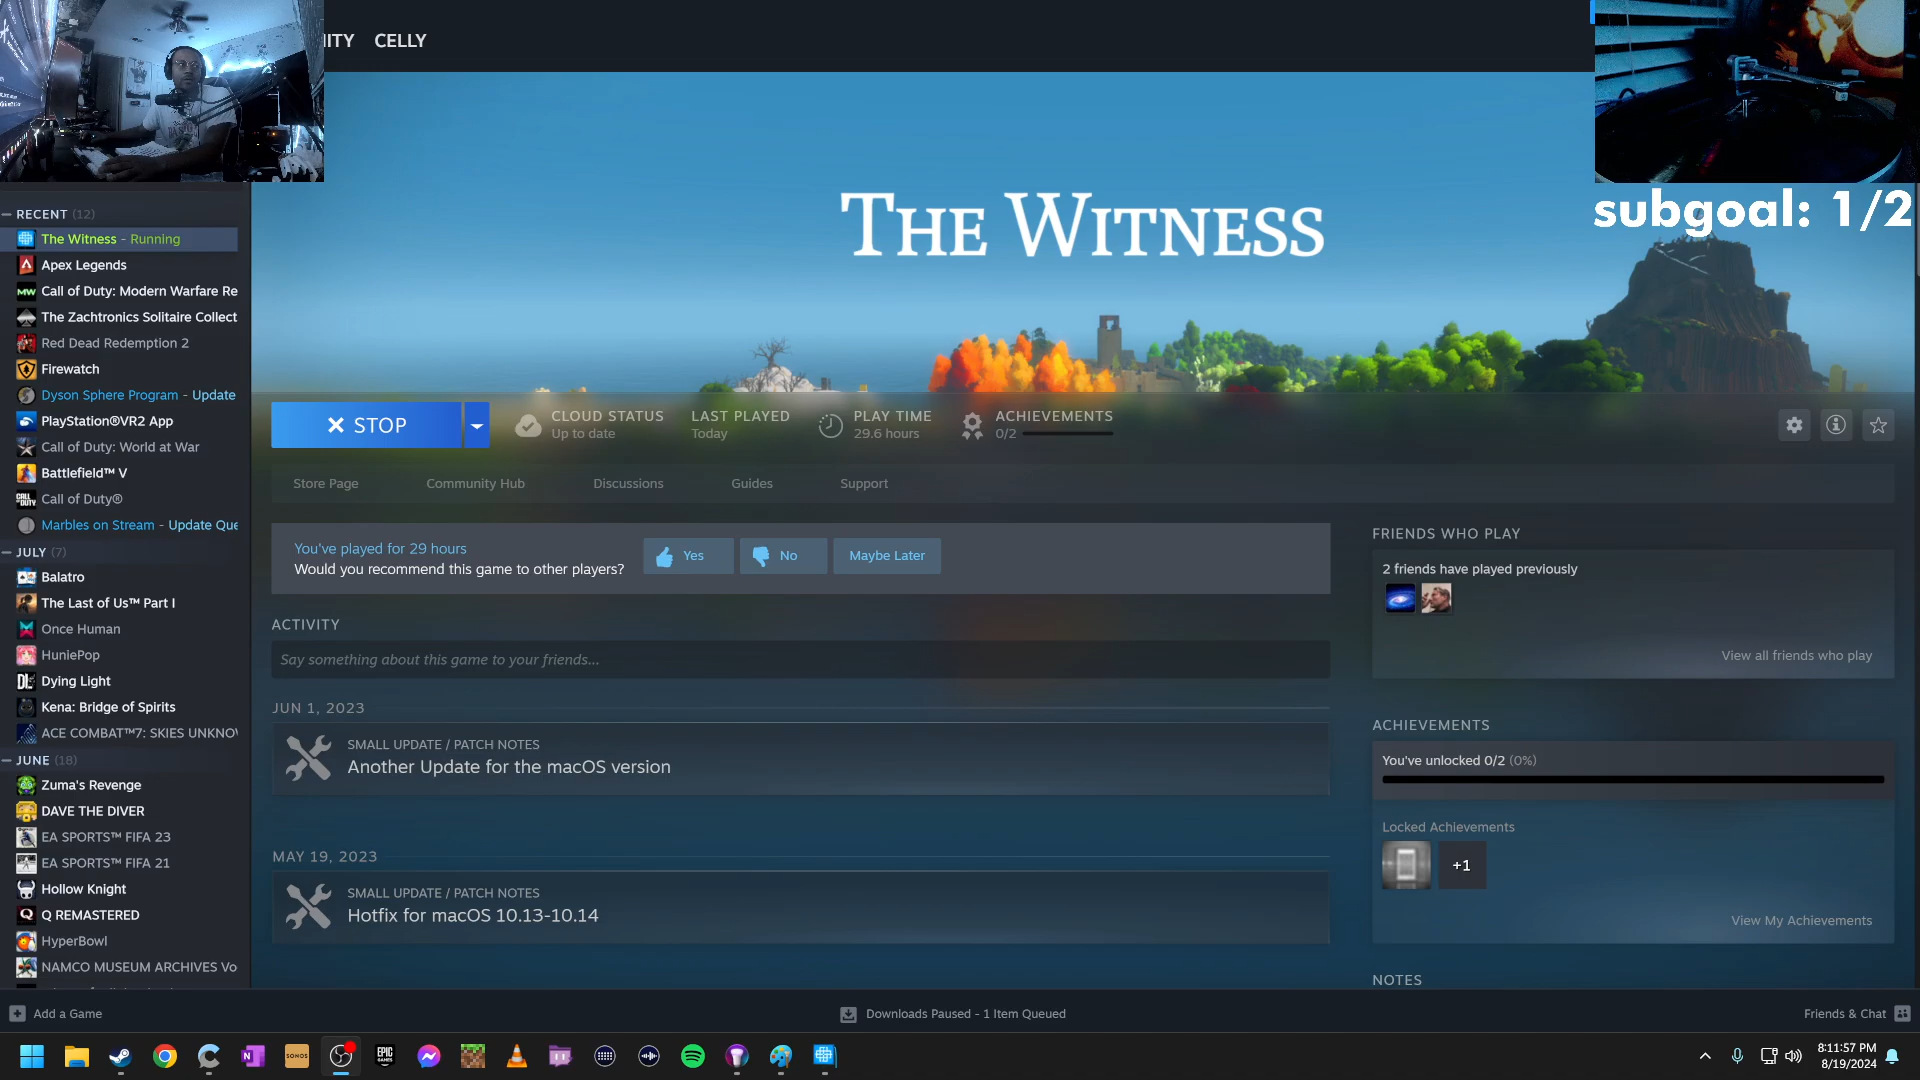 ITY CELLY
THE WITNESS
subgoal: 1/2
RECENT (12)
The Witness - Running
Apex Legends
Call of Duty: Modern Warfare Re
The Zachtronics Solitaire Collect
Red Dead Redemption 2
Firewatch
Dyson Sphere Program - Update
PlayStation®VR2 App
Call of Duty: World at War
Battlefield™ V
Call of Duty®
Marbles on Stream - Update Que
JULY (7)
Balatro
The Last of Us™ Part I
Once Human
HuniePop
Dying Light
Kena: Bridge of Spirits
ACE COMBAT™7: SKIES UNKNO
JUNE (18)
Zuma's Revenge
DAVE THE DIVER
EA SPORTS™ FIFA 23
EA SPORTS™ FIFA 21
Hollow Knight
Q REMASTERED
HyperBowl
NAMCO MUSEUM ARCHIVES Vo
STOP
CLOUD STATUS
Up to date
LAST PLAYED
Today
PLAY TIME
29.6 hours
ACHIEVEMENTS
0/2
Store Page Community Hub Discussions Guides Support
You've played for 29 hours
Would you recommend this game to other players?
Yes No Maybe Later
ACTIVITY
Say something about this game to your friends...
JUN 1, 2023
SMALL UPDATE / PATCH NOTES
Another Update for the macOS version
MAY 19, 2023
SMALL UPDATE / PATCH NOTES
Hotfix for macOS 10.13-10.14
FRIENDS WHO PLAY
2 friends have played previously
View all friends who play
ACHIEVEMENTS
You've unlocked 0/2 (0%)
Locked Achievements
+1
View My Achievements
NOTES
Add a Game
Downloads Paused - 1 Item Queued
Friends & Chat
SONOS
EPIC GAMES
8:11:57 PM
8/19/2024